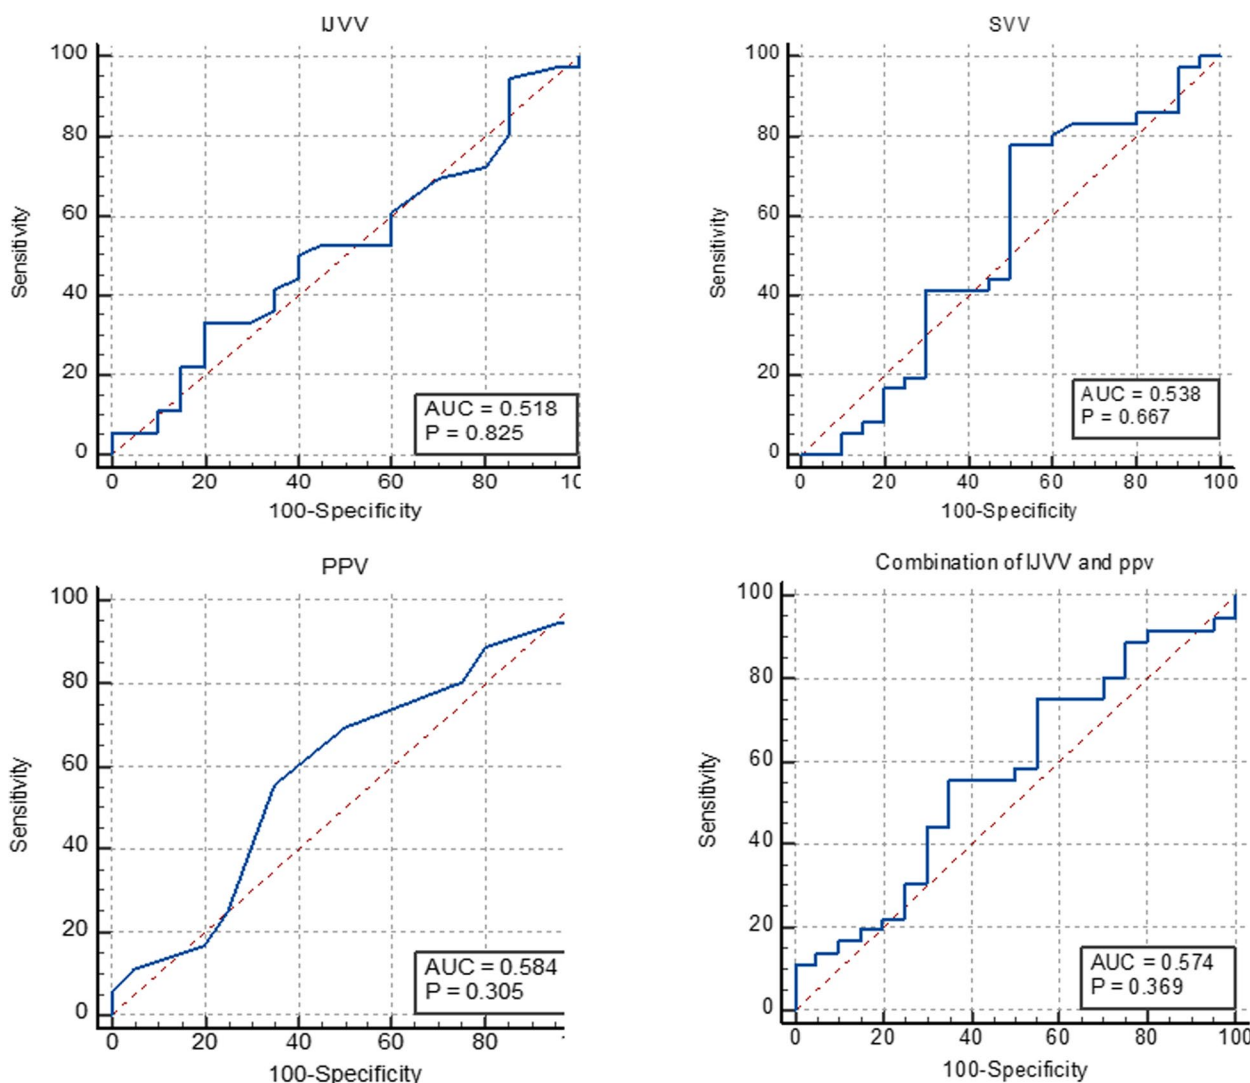 IJVV
100
80
60
40
20
0
Sensitivity
AUC = 0.518
P = 0.825
0 20 40 60 80 10
100-Specificity
SVV
100
80
60
40
20
0
Sensitivity
AUC = 0.538
P = 0.667
0 20 40 60 80 100
100-Specificity
PPV
100
80
60
40
20
0
Sensitivity
AUC = 0.584
P = 0.305
0 20 40 60 80
100-Specificity
Combination of IJVV and ppv
100
80
60
40
20
0
Sensitivity
AUC = 0.574
P = 0.369
0 20 40 60 80 100
100-Specificity